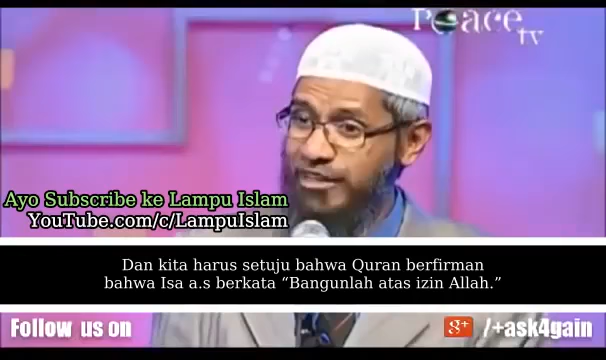 Peace tv
Ayo Subscribe ke Lampu Islam
YouTube.com/c/LampuIslam
Dan kita harus setuju bahwa Quran berfirman
bahwa Isa a.s berkata “Bangunlah atas izin Allah.”
Follow us on g+ /+ask4gain